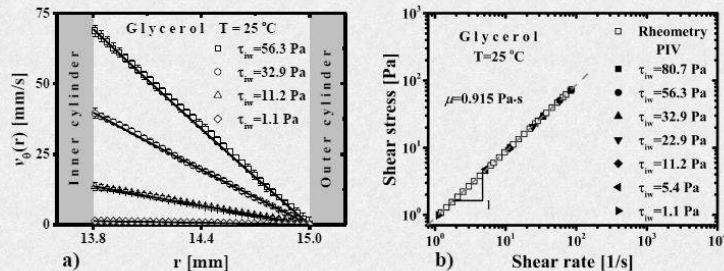 Glycerol T = 25 °C
τiw=56.3 Pa
τiw=32.9 Pa
τiw=11.2 Pa
τiw=1.1 Pa
Inner cylinder
Outer cylinder
75
50
25
0
vθ(r) [mm/s]
13.8
14.4
15.0
r [mm]
a)
Glycerol
T=25 °C
μ=0.915 Pa-s
1
Rheometry
PIV
τiw=80.7 Pa
τiw=56.3 Pa
τiw=32.9 Pa
τiw=22.9 Pa
τiw=11.2 Pa
τiw=5.4 Pa
τiw=1.1 Pa
10³
10²
10¹
10⁰
Shear stress [Pa]
10⁰
10¹
10²
10³
10⁴
Shear rate [1/s]
b)